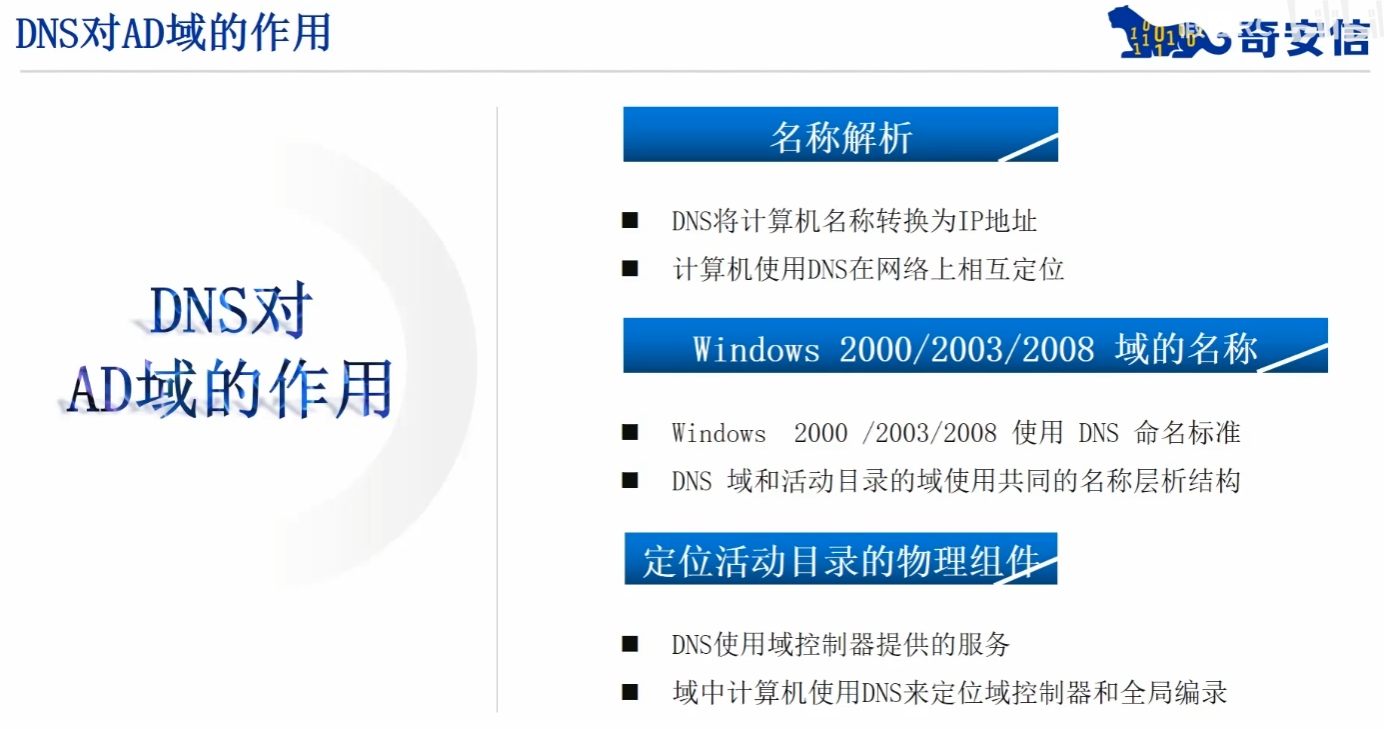 DNS对AD域的作用
奇安信
名称解析
■ DNS将计算机名称转换为IP地址
■ 计算机使用DNS在网络上相互定位
DNS对
AD域的作用
Windows 2000/2003/2008 域的名称
■ Windows 2000 /2003/2008 使用 DNS 命名标准
■ DNS 域和活动目录的域使用共同的名称层析结构
定位活动目录的物理组件
■ DNS使用域控制器提供的服务
■ 域中计算机使用DNS来定位域控制器和全局编录